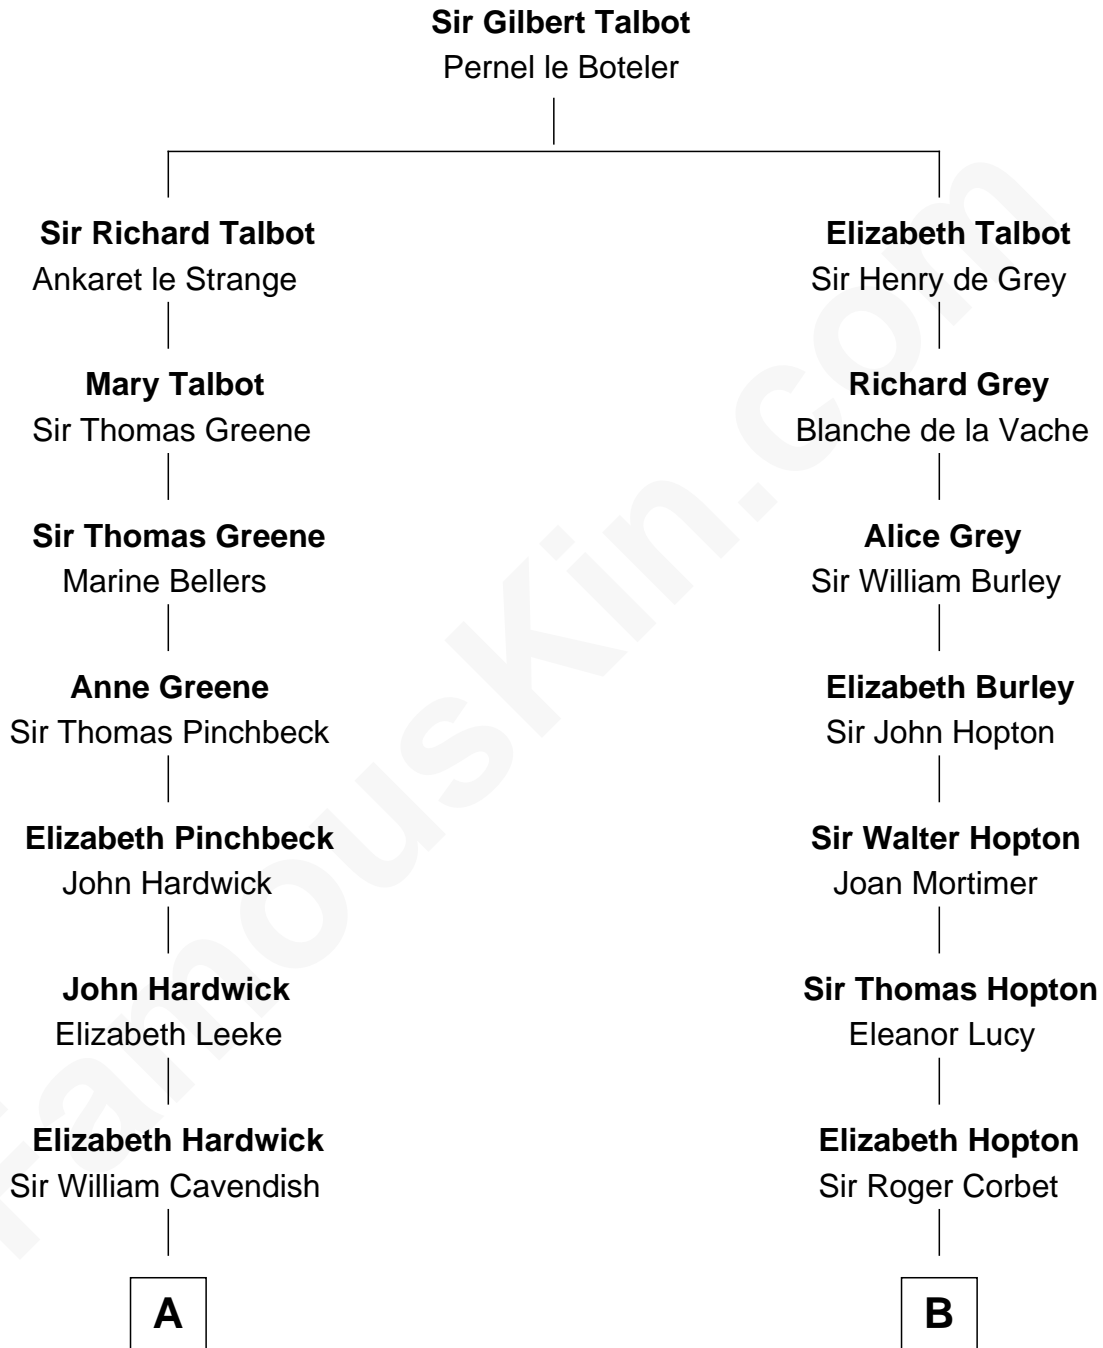 Sir Gilbert Talbot
Pernel le Boteler
Sir Richard Talbot
Ankaret le Strange
Elizabeth Talbot
Sir Henry de Grey
Mary Talbot
Sir Thomas Greene
Richard Grey
Blanche de la Vache
Sir Thomas Greene
Marine Bellers
Alice Grey
Sir William Burley
Anne Greene
Sir Thomas Pinchbeck
Elizabeth Burley
Sir John Hopton
Elizabeth Pinchbeck
John Hardwick
Sir Walter Hopton
Joan Mortimer
John Hardwick
Elizabeth Leeke
Sir Thomas Hopton
Eleanor Lucy
Elizabeth Hardwick
Sir William Cavendish
Elizabeth Hopton
Sir Roger Corbet
A
B
FamousKin.com